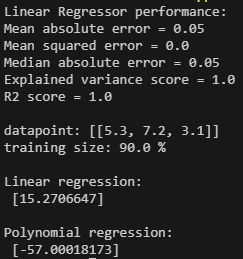 Linear Regressor performance:
Mean absolute error = 0.05
Mean squared error = 0.0
Median absolute error = 0.05
Explained variance score = 1.0
R2 score = 1.0
datapoint: [[5.3, 7.2, 3.1]]
training size: 90.0 %
Linear regression:
[15.2706647]
Polynomial regression:
[-57.00018173]